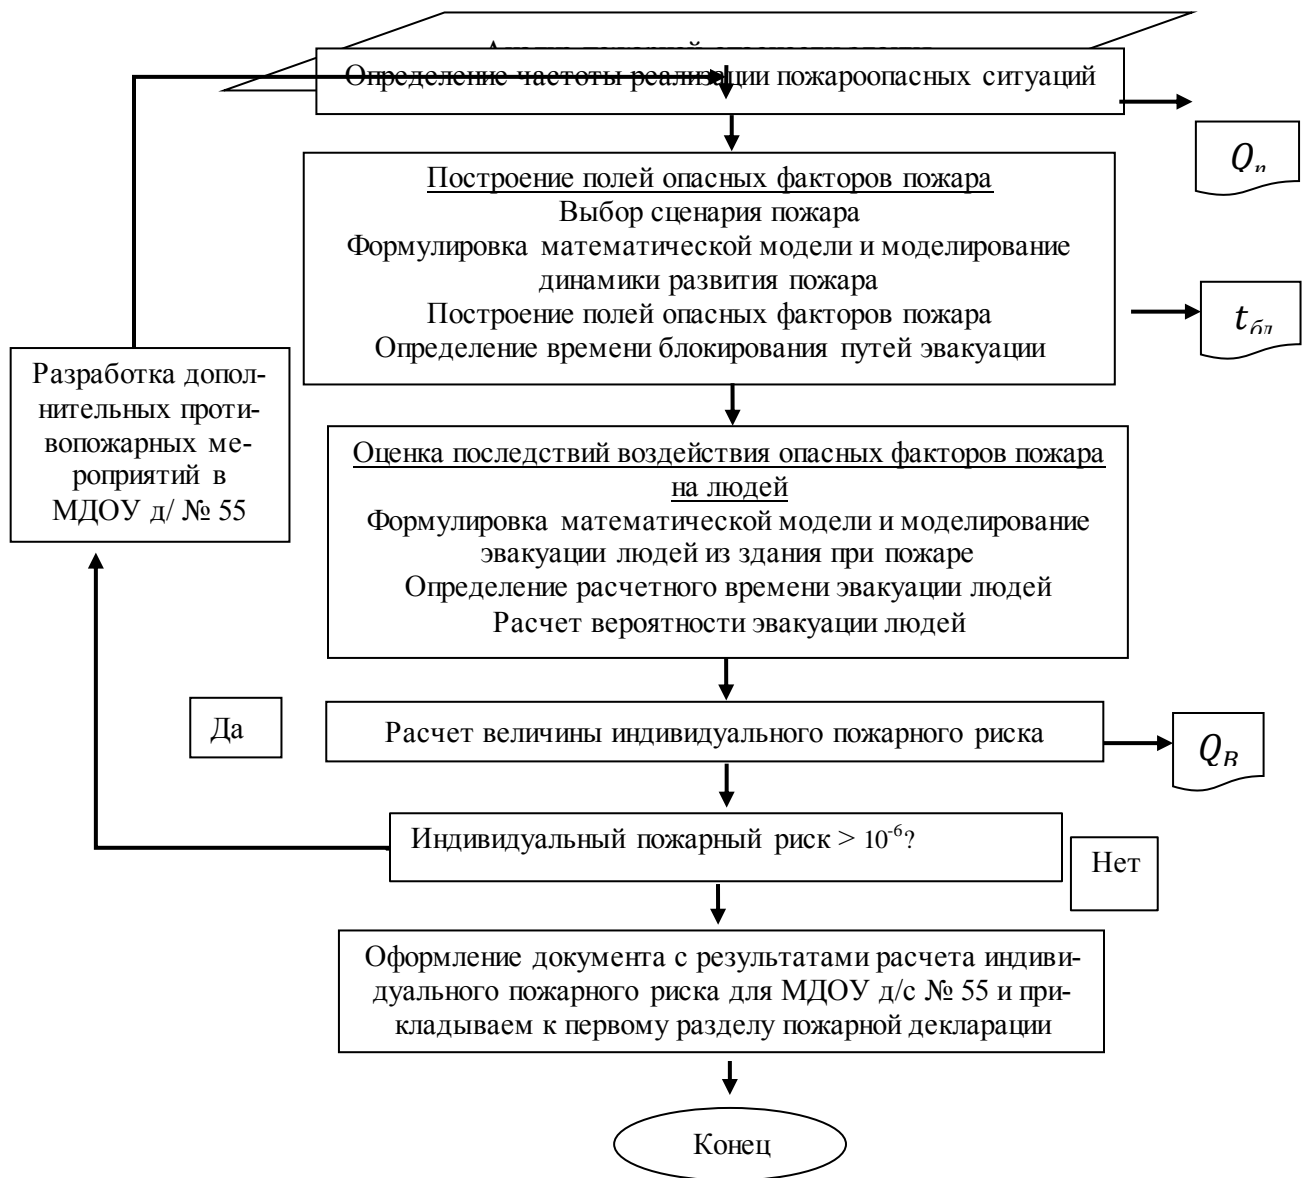 Определение частоты реализации пожароопасных ситуаций
Q
Построение полей опасных факторов пожара
Выбор сценария пожара
Формулировка математической модели и моделирование
динамики развития пожара
Построение полей опасных факторов пожара
Определение времени блокирования путей эвакуации
t
Разработка допол-
нительных проти-
вопожарных ме-
роприятий в
МДОУ д/ № 55
Оценка последствий воздействия опасных факторов пожара
на людей
Формулировка математической модели и моделирование
эвакуации людей из здания при пожаре
Определение расчетного времени эвакуации людей
Расчет вероятности эвакуации людей
Да
Расчет величины индивидуального пожарного риска
Q_B
Индивидуальный пожарный риск > 10⁻⁶?
Нет
Оформление документа с результатами расчета индиви-
дуального пожарного риска для МДОУ д/с № 55 и при-
кладываем к первому разделу пожарной декларации
Конец